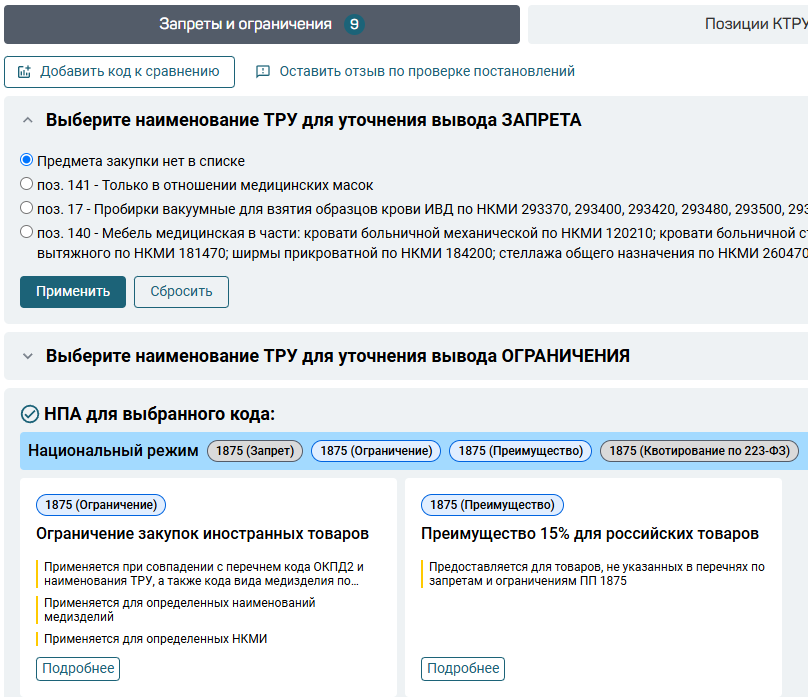 Запреты и ограничения 9
Позиции КТРУ
Добавить код к сравнению
Оставить отзыв по проверке постановлений
Выберите наименование ТРУ для уточнения вывода ЗАПРЕТА
Предмета закупки нет в списке
поз. 141 - Только в отношении медицинских масок
поз. 17 - Пробирки вакуумные для взятия образцов крови ИВД по НКМИ 293370, 293400, 293420, 293480, 293500, 293
поз. 140 - Мебель медицинская в части: кровати больничной механической по НКМИ 120210; кровати больничной с
вытяжного по НКМИ 181470; ширмы прикроватной по НКМИ 184200; стеллажа общего назначения по НКМИ 260470
Применить
Сбросить
Выберите наименование ТРУ для уточнения вывода ОГРАНИЧЕНИЯ
НПА для выбранного кода:
Национальный режим 1875 (Запрет) 1875 (Ограничение) 1875 (Преимущество) 1875 (Квотирование по 223-ФЗ)
1875 (Ограничение)
Ограничение закупок иностранных товаров
Применяется при совпадении с перечнем кода ОКПД2 и
наименования ТРУ, а также кода вида медизделия по...
Применяется для определенных наименований
медизделий
Применяется для определенных НКМИ
Подробнее
1875 (Преимущество)
Преимущество 15% для российских товаров
Предоставляется для товаров, не указанных в перечнях по
запретам и ограничениям ПП 1875
Подробнее